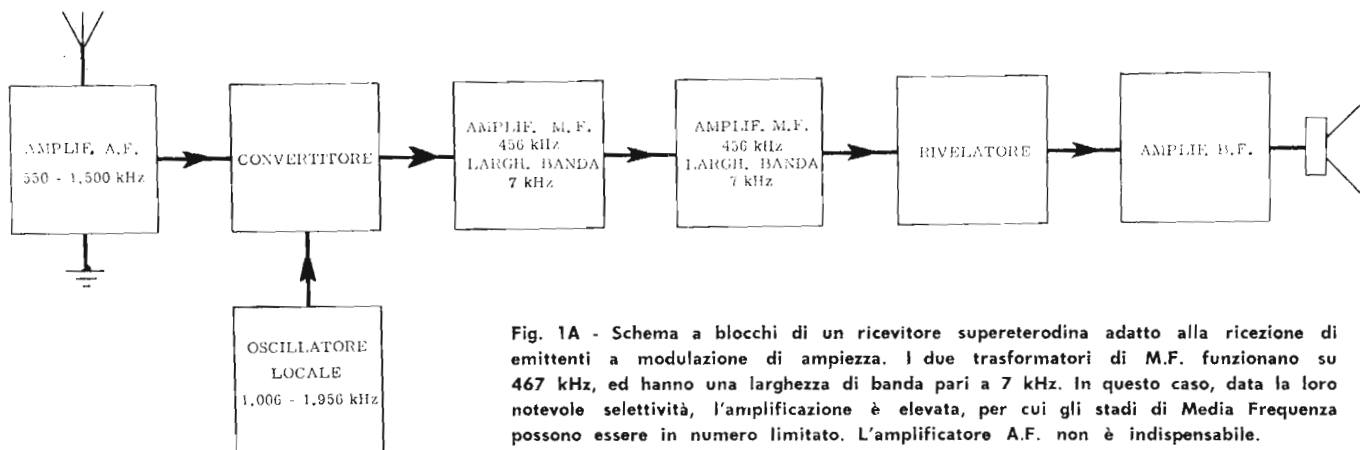 AMPLIF. A.F.
550 - 1,500 kHz
CONVERTITORE
AMPLIF. M.F.
456 kHz
LARGH. BANDA
7 kHz
AMPLIF. M.F.
456 kHz
LARGH. BANDA
7 kHz
RIVELATORE
AMPLIF. B.F.
OSCILLATORE
LOCALE
1.006 - 1.956 kHz
Fig. 1A - Schema a blocchi di un ricevitore supereterodina adatto alla ricezione di
emittenti a modulazione di ampiezza. I due trasformatori di M.F. funzionano su
467 kHz, ed hanno una larghezza di banda pari a 7 kHz. In questo caso, data la loro
notevole selettività, l'amplificazione è elevata, per cui gli stadi di Media Frequenza
possono essere in numero limitato. L'amplificatore A.F. non è indispensabile.